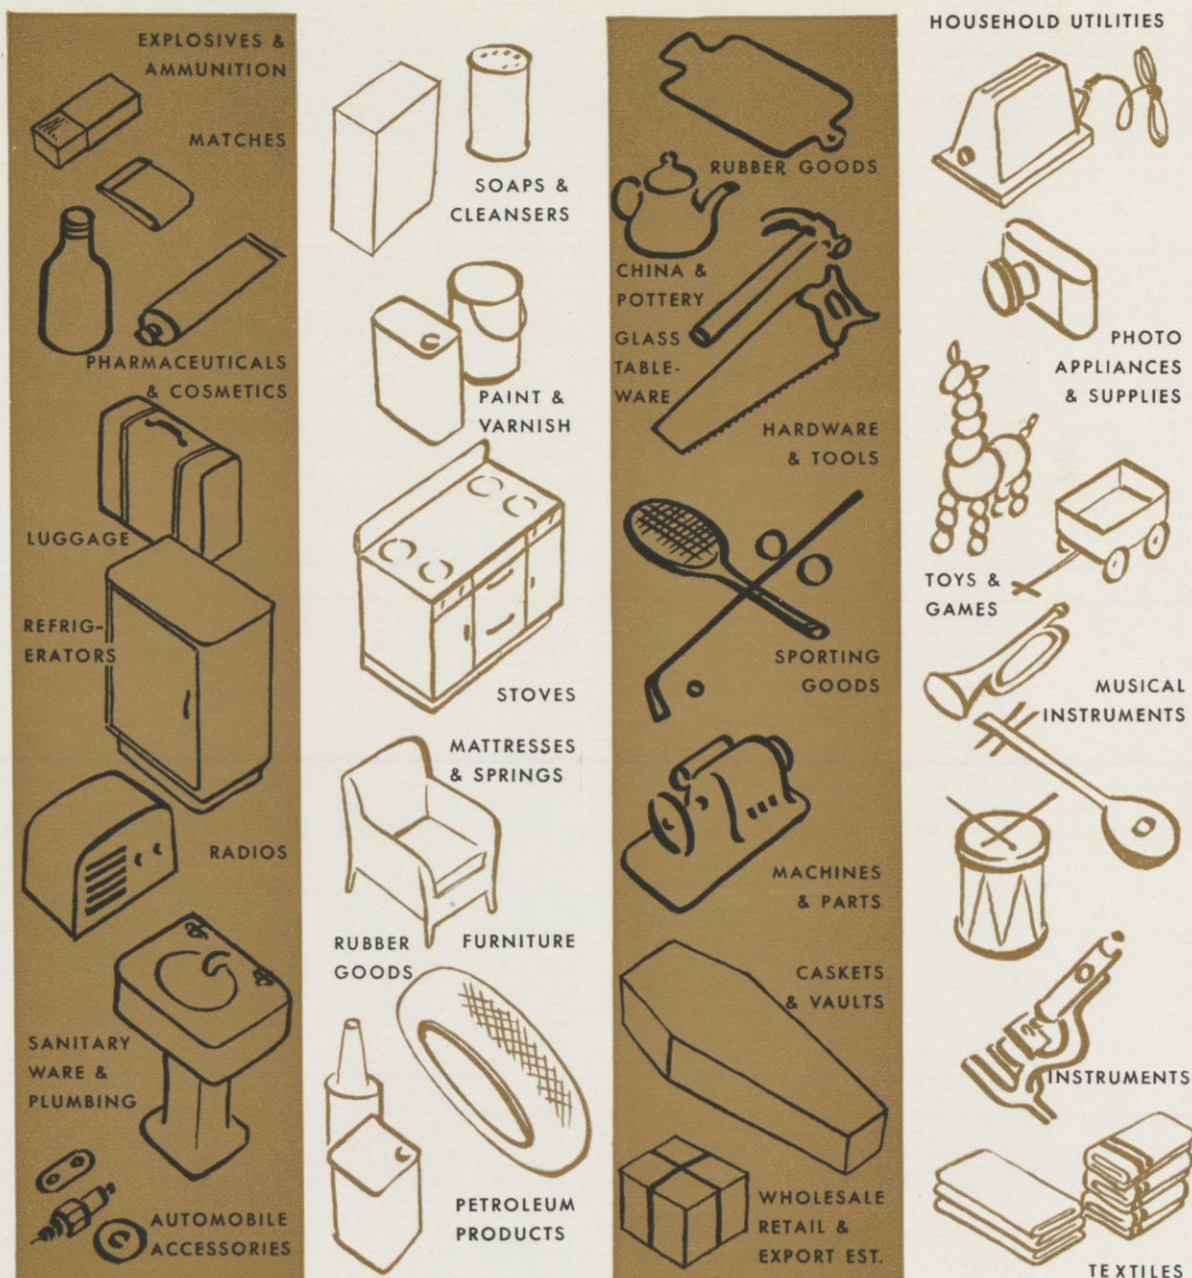 EXPLOSIVES &
AMMUNITION
MATCHES
PHARMACEUTICALS
& COSMETICS
LUGGAGE
REFRIG-
ERATORS
RADIOS
SANITARY
WARE &
PLUMBING
AUTOMOBILE
ACCESSORIES
SOAPS &
CLEANSERS
PAINT &
VARNISH
STOVES
MATTRESSES
& SPRINGS
FURNITURE
RUBBER
GOODS
PETROLEUM
PRODUCTS
RUBBER GOODS
CHINA &
POTTERY
GLASS
TABLE-
WARE
HARDWARE
& TOOLS
SPORTING
GOODS
MACHINES
& PARTS
CASKETS
& VAULTS
WHOLESALE
RETAIL &
EXPORT EST.
HOUSEHOLD UTILITIES
PHOTO
APPLIANCES
& SUPPLIES
TOYS &
GAMES
MUSICAL
INSTRUMENTS
INSTRUMENTS
TEXTILES